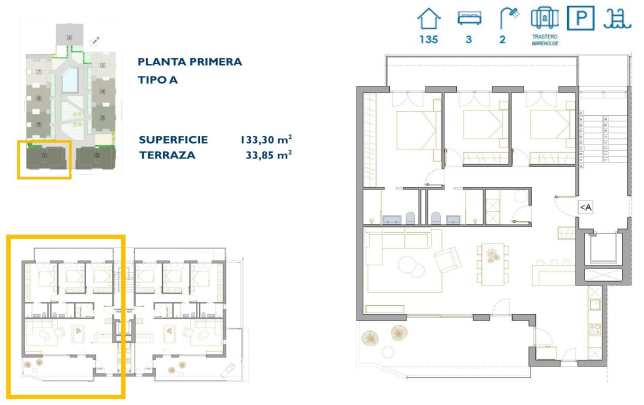 PLANTA PRIMERA
TIPO A
SUPERFICIE 133,30 m²
TERRAZA 33,85 m²
135
3
2
TRASTERO
WAREHOUSE
P
<A